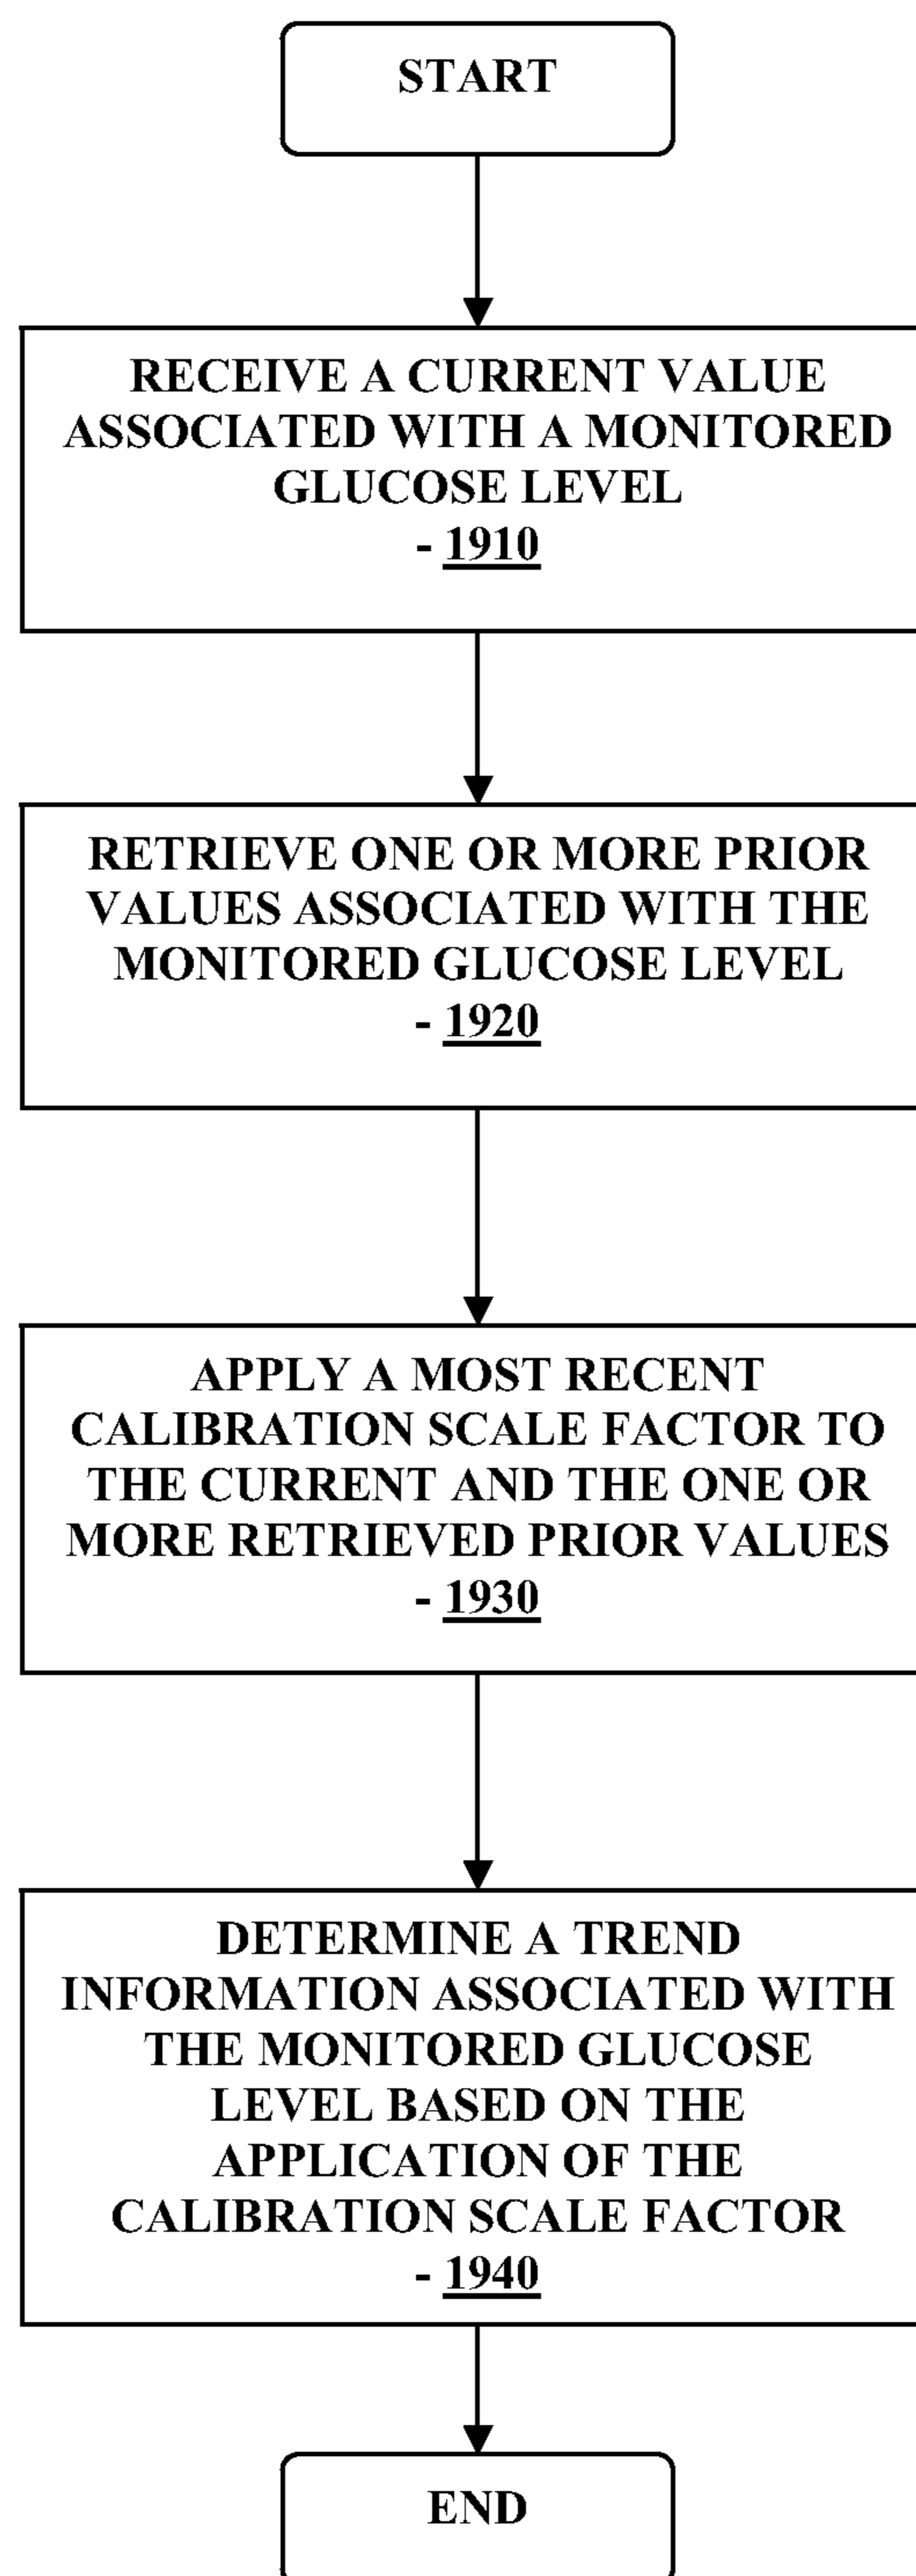 START
RECEIVE A CURRENT VALUE
ASSOCIATED WITH A MONITORED
GLUCOSE LEVEL
- 1910
RETRIEVE ONE OR MORE PRIOR
VALUES ASSOCIATED WITH THE
MONITORED GLUCOSE LEVEL
- 1920
APPLY A MOST RECENT
CALIBRATION SCALE FACTOR TO
THE CURRENT AND THE ONE OR
MORE RETRIEVED PRIOR VALUES
- 1930
DETERMINE A TREND
INFORMATION ASSOCIATED WITH
THE MONITORED GLUCOSE
LEVEL BASED ON THE
APPLICATION OF THE
CALIBRATION SCALE FACTOR
- 1940
END